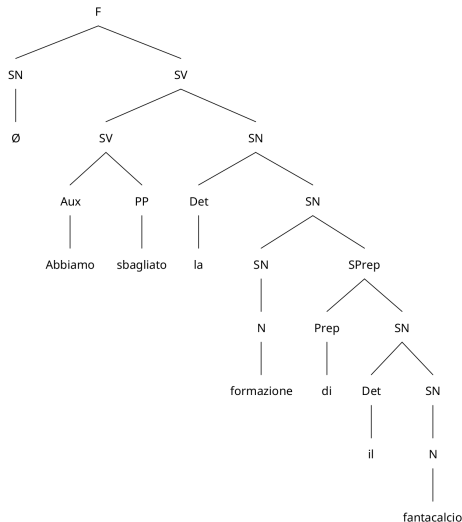 F
SN SV
Ø SV SN
Aux PP Det SN
Abbiamo sbagliato la SN SPrep
N Prep SN
formazione di Det SN
il N
fantacalcio